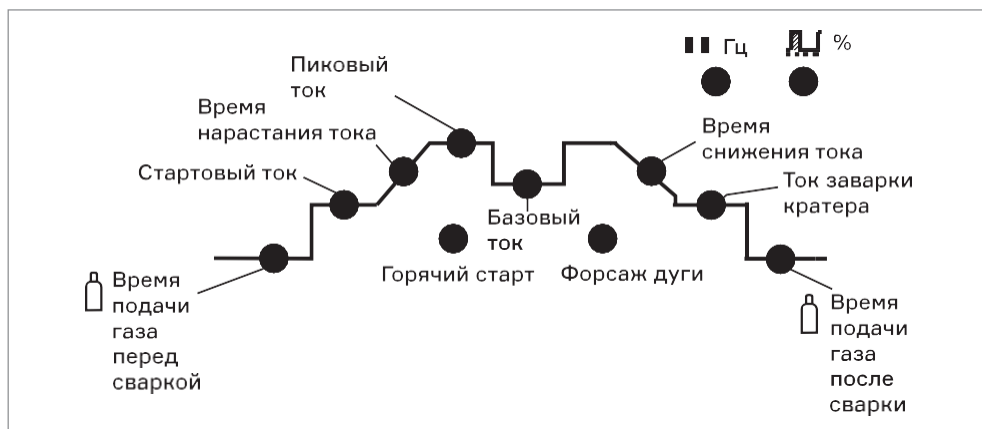 Гц
%
Пиковый
ток
Время
нарастания тока
Стартовый ток
Время
снижения тока
Ток заварки
кратера
Базовый
ток
Горячий старт
Форсаж дуги
Время
подачи
газа
перед
сваркой
Время
подачи
газа
после
сварки